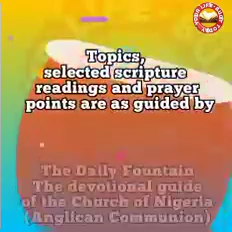 Topics,
selected scripture
readings and prayer
points are as guided by
The Daily Fountain
The devotional guide
of the Church of Nigeria
(Anglican Communion)